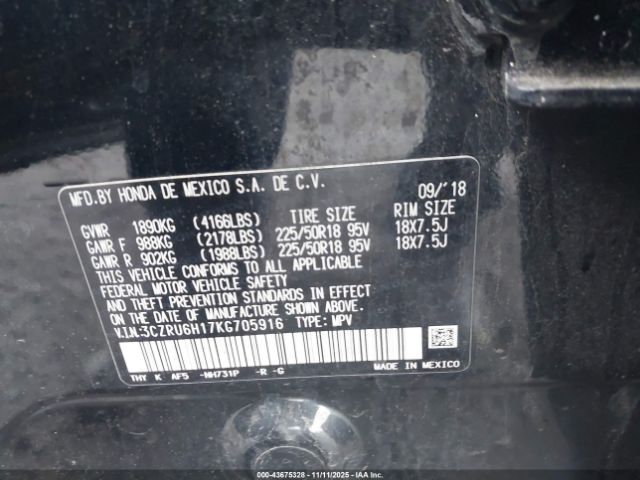 MFD.BY HONDA DE MEXICO S.A. DE C.V. 09/'18
GVWR 1890KG (4166LBS) TIRE SIZE RIM SIZE
GAWR F 988KG (2178LBS) 225/50R18 95V 18X7.5J
GAWR R 902KG (1988LBS) 225/50R18 95V 18X7.5J
THIS VEHICLE CONFORMS TO ALL APPLICABLE
FEDERAL MOTOR VEHICLE SAFETY
AND THEFT PREVENTION STANDARDS IN EFFECT
ON THE DATE OF MANUFACTURE SHOWN ABOVE.
V.I.N:3CZRU6H17KG705916 TYPE: MPV
THY K AF5 -NH731P -R -G MADE IN MEXICO
000-43675328 - 11/11/2025 - IAAI.COM